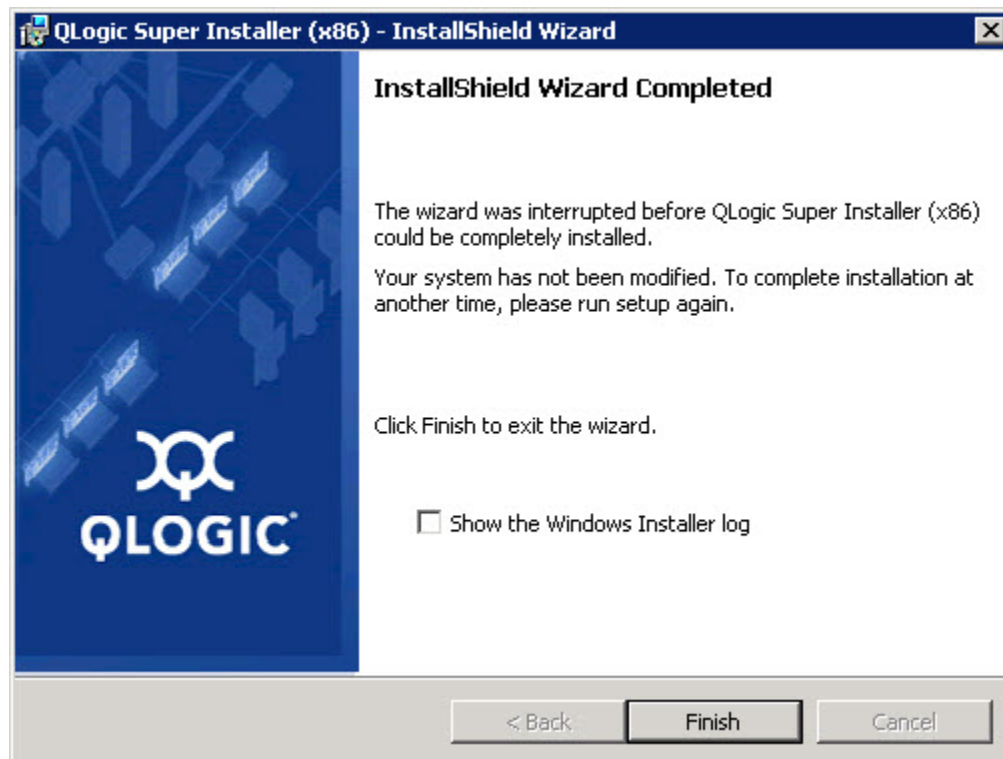 QLogic Super Installer (x86) - InstallShield Wizard
InstallShield Wizard Completed
The wizard was interrupted before QLogic Super Installer (x86)
could be completely installed.
Your system has not been modified. To complete installation at
another time, please run setup again.
Click Finish to exit the wizard.
QLOGIC
Show the Windows Installer log
< Back
Finish
Cancel